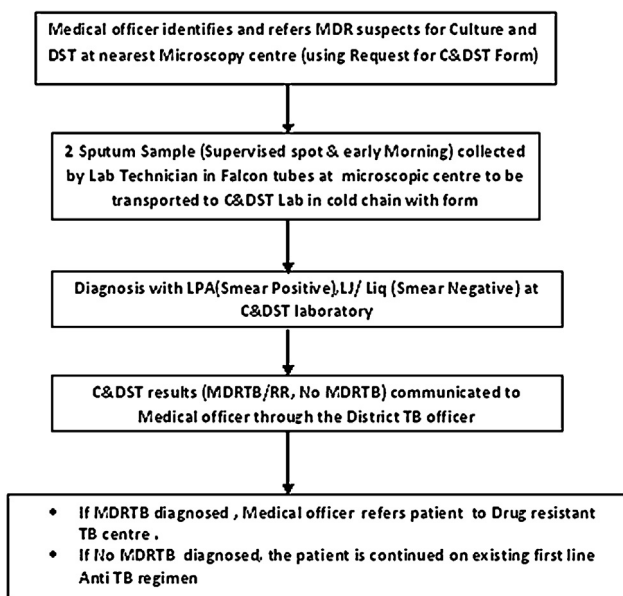 Medical officer identifies and refers MDR suspects for Culture and
DST at nearest Microscopy centre (using Request for C&DST Form)
2 Sputum Sample (Supervised spot & early Morning) collected
by Lab Technician in Falcon tubes at microscopic centre to be
transported to C&DST Lab in cold chain with form
Diagnosis with LPA(Smear Positive),LJ/ Liq (Smear Negative) at
C&DST laboratory
C&DST results (MDRTB/RR, No MDRTB) communicated to
Medical officer through the District TB officer
• If MDRTB diagnosed , Medical officer refers patient to Drug resistant
TB centre .
• If No MDRTB diagnosed, the patient is continued on existing first line
Anti TB regimen